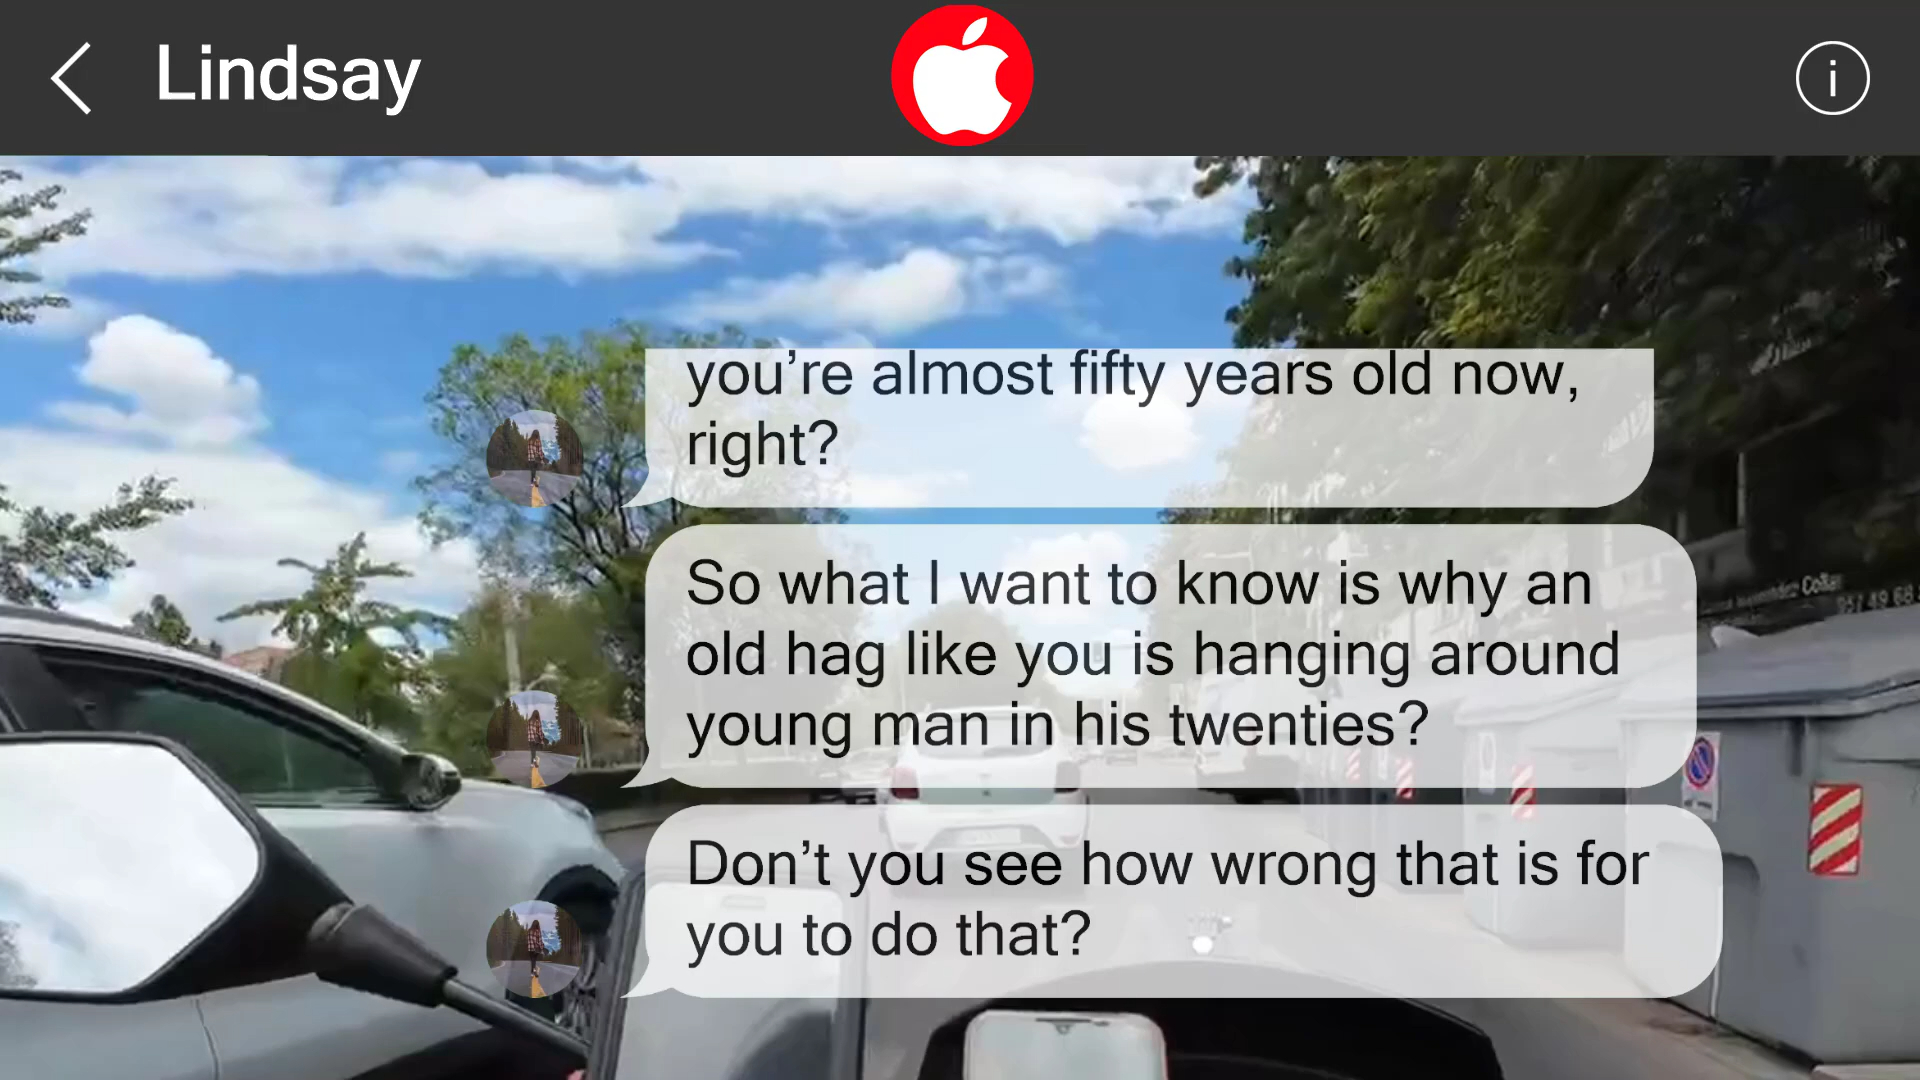 Lindsay
you’re almost fifty years old now,
right?
So what I want to know is why an
old hag like you is hanging around
young man in his twenties?
Don’t you see how wrong that is for
you to do that?